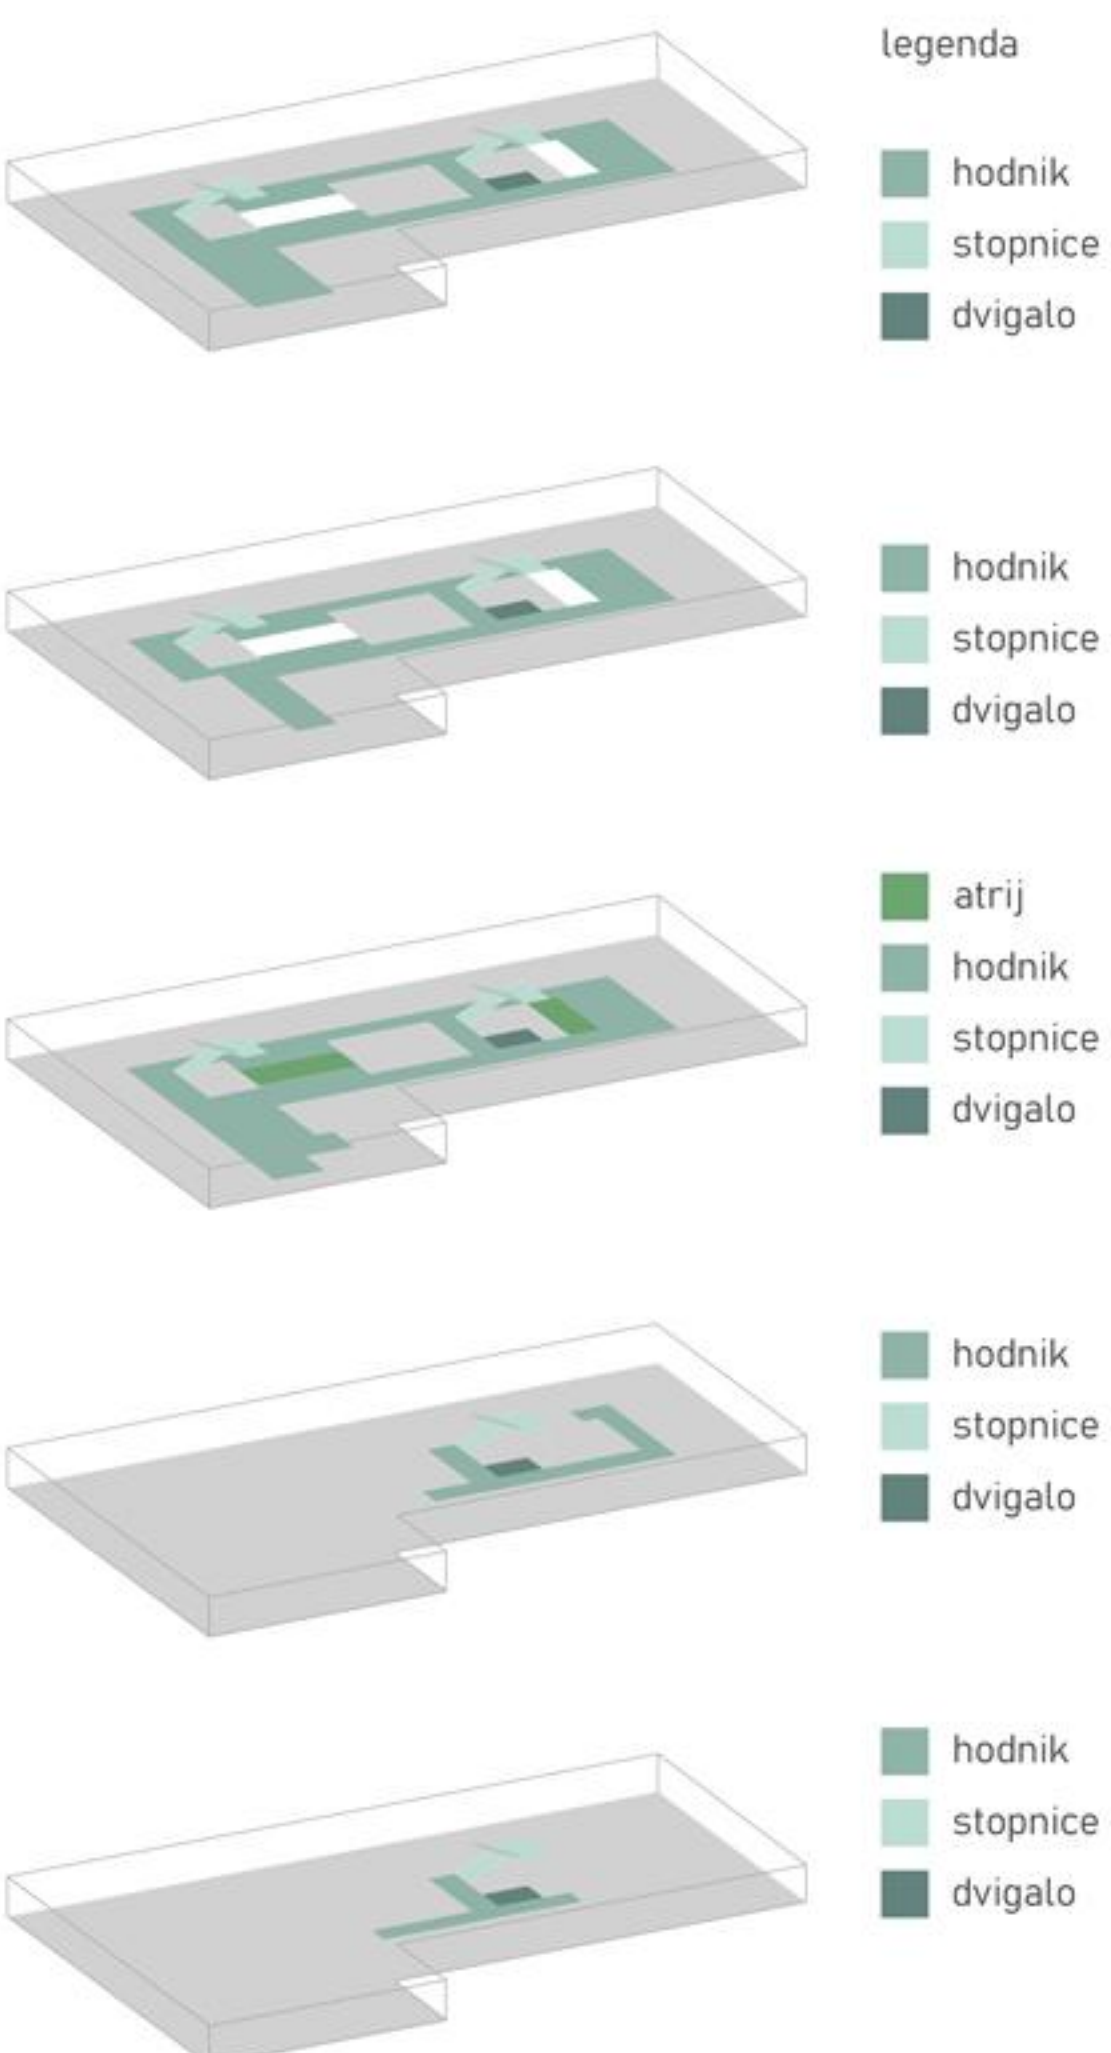 legenda
hodnik
stopnice
dvigalo
hodnik
stopnice
dvigalo
atrij
hodnik
stopnice
dvigalo
hodnik
stopnice
dvigalo
hodnik
stopnice
dvigalo